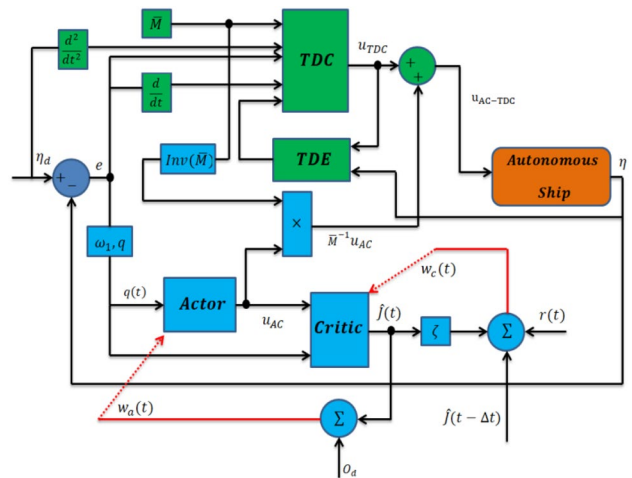 M̅
u_TDC
d²/dt²
TDC
+
+
d/dt
u_AC−TDC
η_d
e
+
−
Inv(M̅)
TDE
Autonomous
Ship
η
×
M̅⁻¹u_AC
ω₁, q
w_c(t)
q(t)
Actor
u_AC
Critic
Ĵ(t)
ζ
Σ
r(t)
w_a(t)
Σ
Ĵ(t − Δt)
O_d